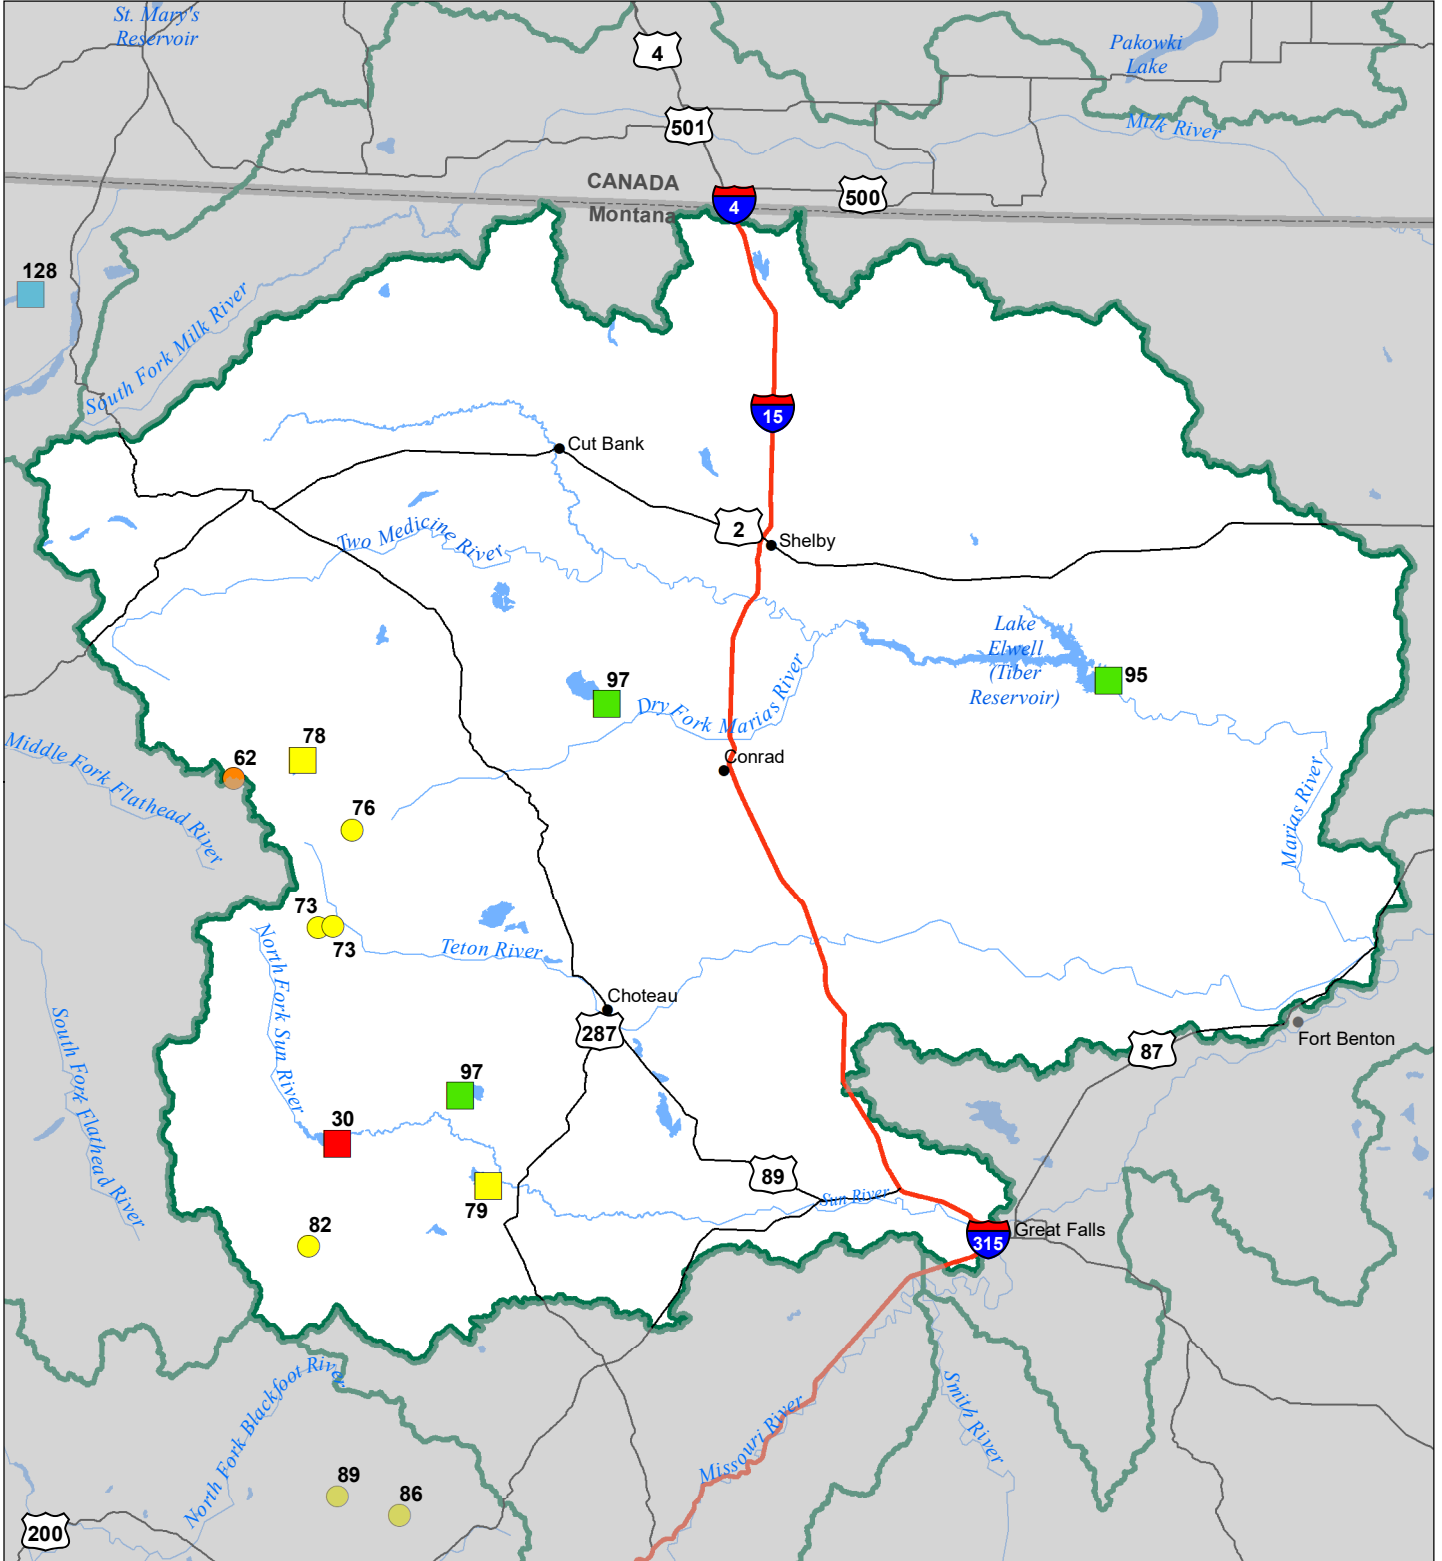 St. Mary's
Reservoir
4
Pakowki
Lake
501
Milk River
CANADA
Montana
4
500
128
South Fork Milk River
15
Cut Bank
2
Shelby
Two Medicine River
Lake
Elwell
(Tiber
Reservoir)
95
97
Dry Fork Marias River
78
62
Middle Fork Flathead River
Conrad
76
Marias River
73
73
North Fork Sun River
Teton River
Choteau
287
South Fork Flathead River
Fort Benton
87
97
30
89
79
Sun River
82
315
Great Falls
North Fork Blackfoot River
Missouri River
Smith River
89
86
200